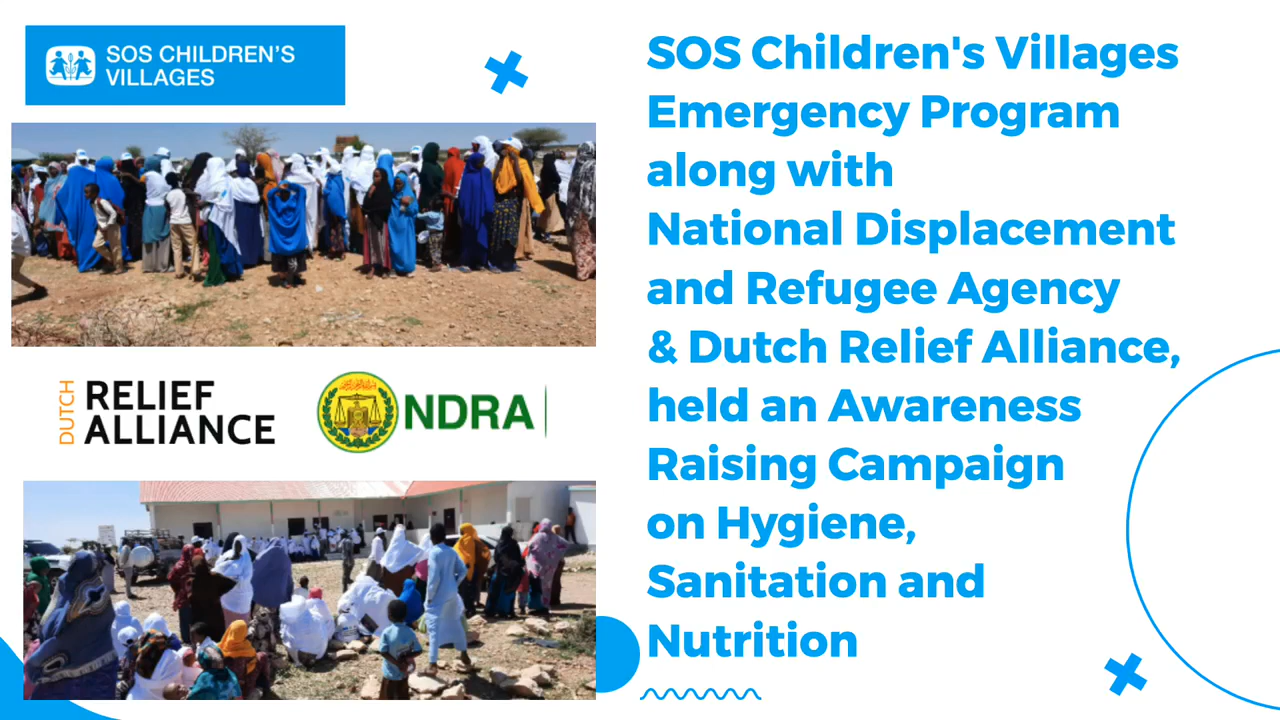 SOS CHILDREN'S
VILLAGES
DUTCH
RELIEF
ALLIANCE
NDRA
SOS Children's Villages
Emergency Program
along with
National Displacement
and Refugee Agency
& Dutch Relief Alliance,
held an Awareness
Raising Campaign
on Hygiene,
Sanitation and
Nutrition